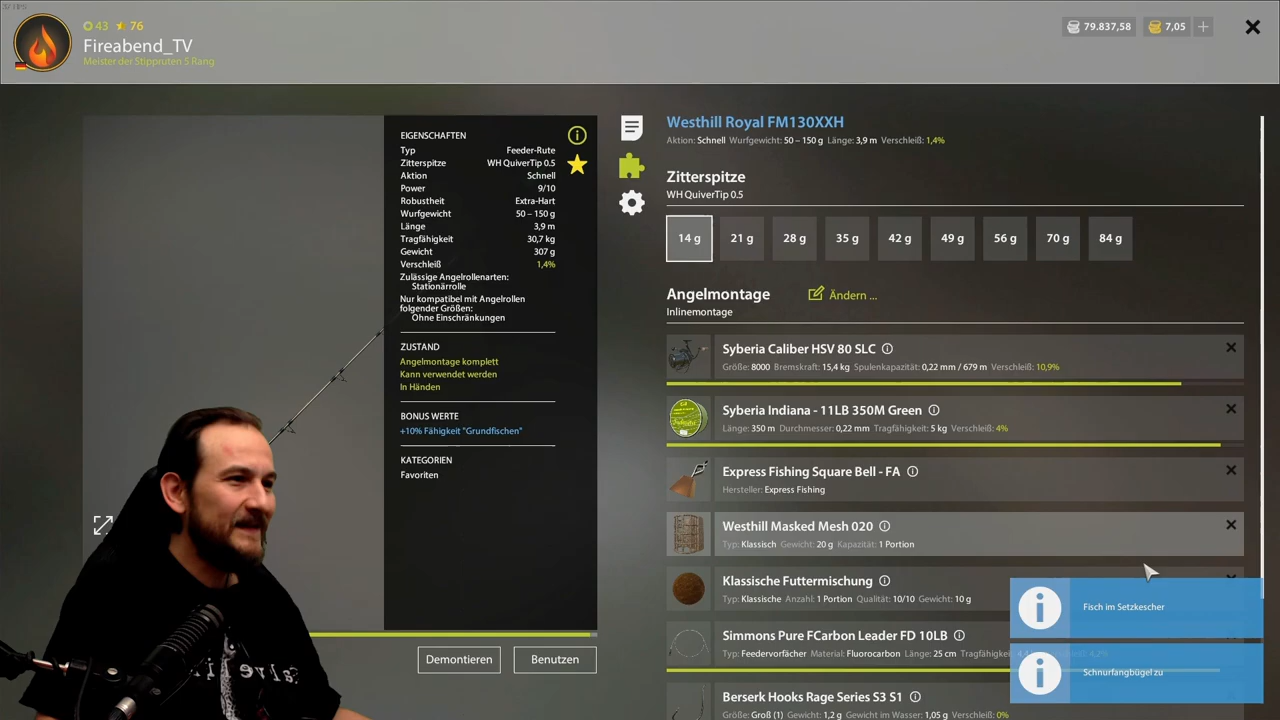 43 76
Fireabend_TV
Meister der Stippruten 5 Rang
79.837,58
7,05
EIGENSCHAFTEN
Typ Feeder-Rute
Zitterspitze WH QuiverTip 0.5
Aktion Schnell
Power 9/10
Robustheit Extra-Hart
Wurfgewicht 50 – 150 g
Länge 3,9 m
Tragfähigkeit 30,7 kg
Gewicht 307 g
Verschleiß 1,4%
Zulässige Angelrollenarten:
Stationärrolle
Nur kompatibel mit Angelrollen
folgender Größen:
Ohne Einschränkungen
ZUSTAND
Angelmontage komplett
Kann verwendet werden
In Händen
BONUS WERTE
+10% Fähigkeit "Grundfischen"
KATEGORIEN
Favoriten
Demontieren
Benutzen
Westhill Royal FM130XXH
Aktion: Schnell Wurfgewicht: 50 – 150 g Länge: 3,9 m Verschleiß: 1,4%
Zitterspitze
WH QuiverTip 0.5
14 g 21 g 28 g 35 g 42 g 49 g 56 g 70 g 84 g
Angelmontage Ändern ...
Inlinemontage
Syberia Caliber HSV 80 SLC
Größe: 8000 Bremskraft: 15,4 kg Spulenkapazität: 0,22 mm / 679 m Verschleiß: 10,9%
Syberia Indiana - 11LB 350M Green
Länge: 350 m Durchmesser: 0,22 mm Tragfähigkeit: 5 kg Verschleiß: 4%
Express Fishing Square Bell - FA
Hersteller: Express Fishing
Westhill Masked Mesh 020
Typ: Klassisch Gewicht: 20 g Kapazität: 1 Portion
Klassische Futtermischung
Typ: Klassische Anzahl: 1 Portion Qualität: 10/10 Gewicht: 10 g
Simmons Pure FCarbon Leader FD 10LB
Typ: Feedervorfächer Material: Fluorocarbon Länge: 25 cm
Berserk Hooks Rage Series S3 S1
Größe: Groß (1) Gewicht: 1,2 g Gewicht im Wasser: 1,05 g Verschleiß: 0%
Fisch im Setzkescher
Schnurfangbügel zu